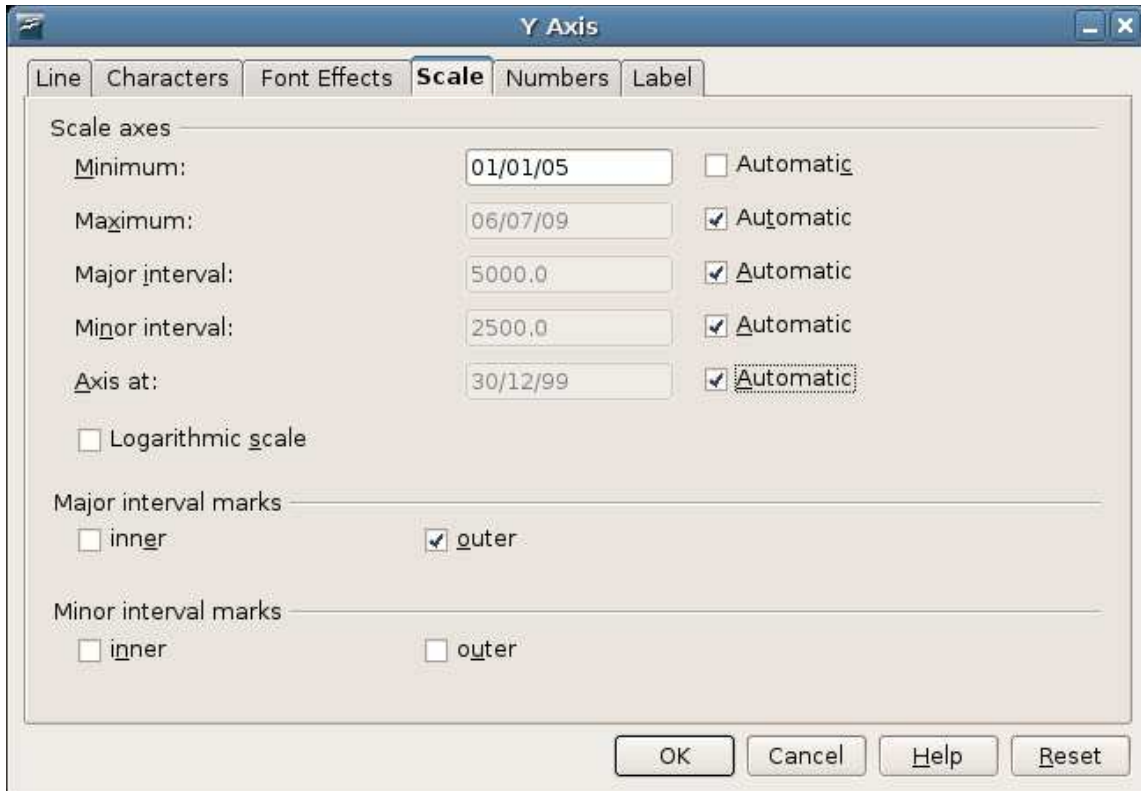 Y Axis
Line Characters Font Effects Scale Numbers Label
Scale axes
Minimum: 01/01/05 Automatic
Maximum: 06/07/09 Automatic
Major interval: 5000.0 Automatic
Minor interval: 2500.0 Automatic
Axis at: 30/12/99 Automatic
Logarithmic scale
Major interval marks
inner outer
Minor interval marks
inner outer
OK Cancel Help Reset